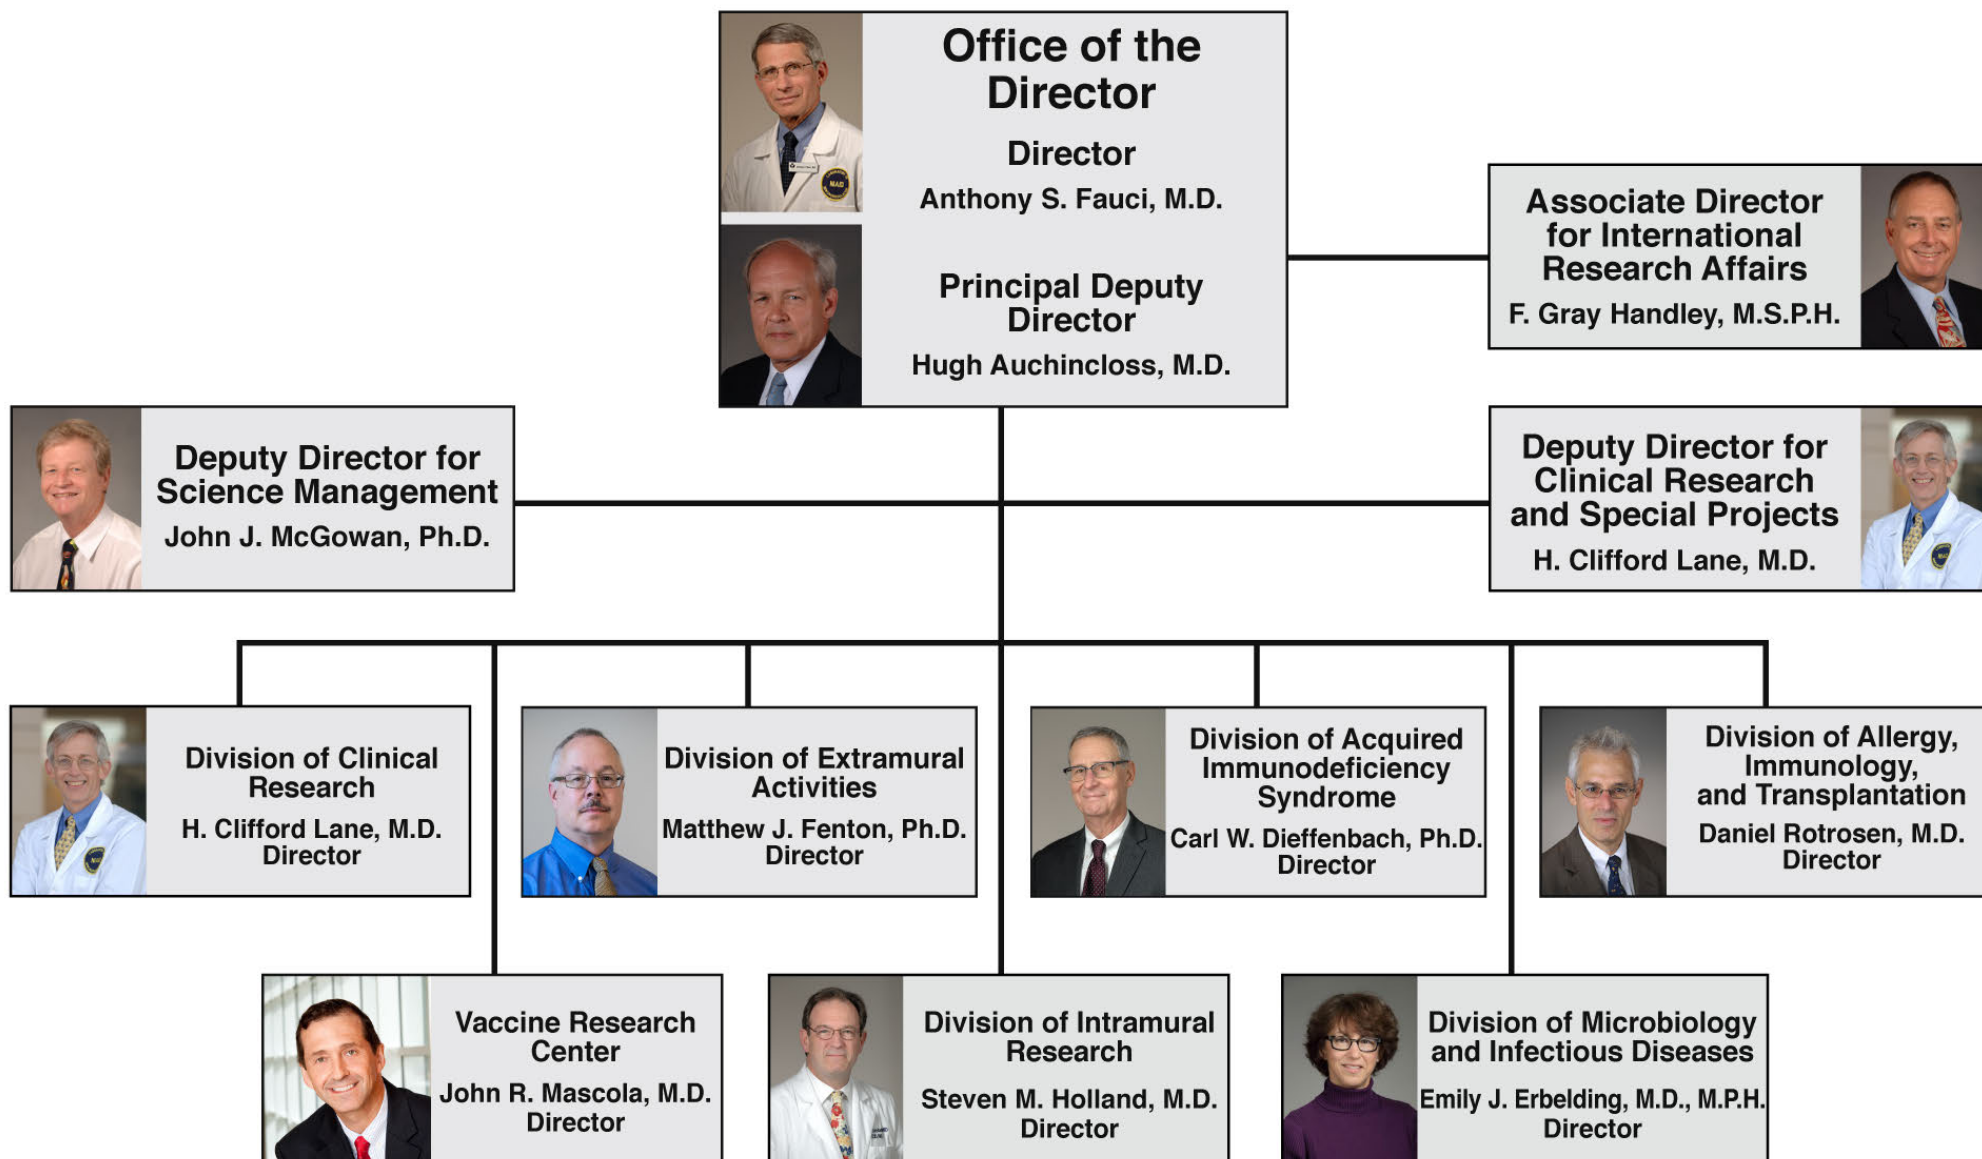 Office of the
Director
Director
Anthony S. Fauci, M.D.
Principal Deputy
Director
Hugh Auchincloss, M.D.
Associate Director
for International
Research Affairs
F. Gray Handley, M.S.P.H.
Deputy Director for
Science Management
John J. McGowan, Ph.D.
Deputy Director for
Clinical Research
and Special Projects
H. Clifford Lane, M.D.
Division of Clinical
Research
H. Clifford Lane, M.D.
Director
Division of Extramural
Activities
Matthew J. Fenton, Ph.D.
Director
Division of Acquired
Immunodeficiency
Syndrome
Carl W. Dieffenbach, Ph.D.
Director
Division of Allergy,
Immunology,
and Transplantation
Daniel Rotrosen, M.D.
Director
Vaccine Research
Center
John R. Mascola, M.D.
Director
Division of Intramural
Research
Steven M. Holland, M.D.
Director
Division of Microbiology
and Infectious Diseases
Emily J. Erbelding, M.D., M.P.H.
Director